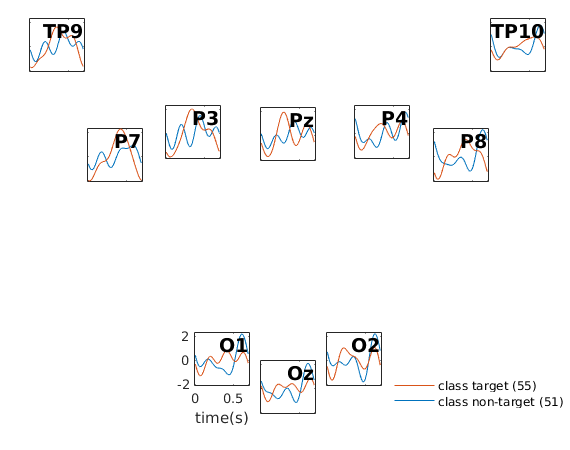 TP9
TP10
P3
Pz
P4
P7
P8
O1
Oz
O2
2
0
-2
0
0.5
time(s)
class target (55)
class non-target (51)